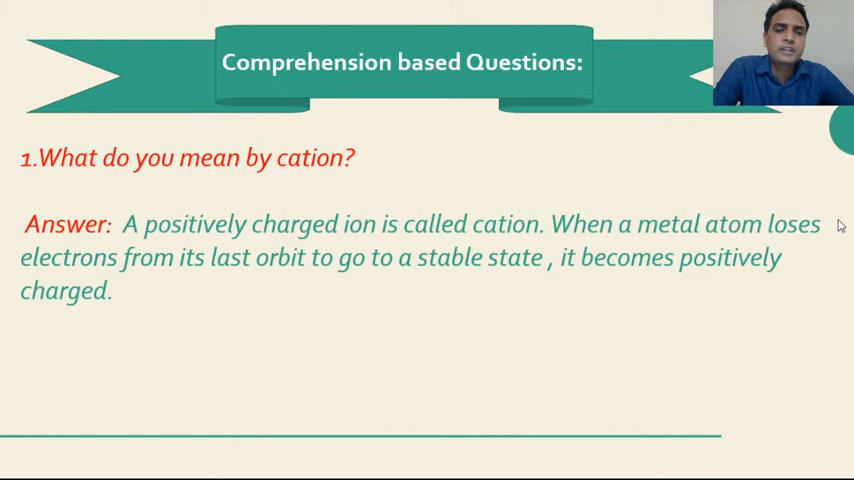 Comprehension based Questions:
1.What do you mean by cation?
Answer: A positively charged ion is called cation. When a metal atom loses
electrons from its last orbit to go to a stable state , it becomes positively
charged.